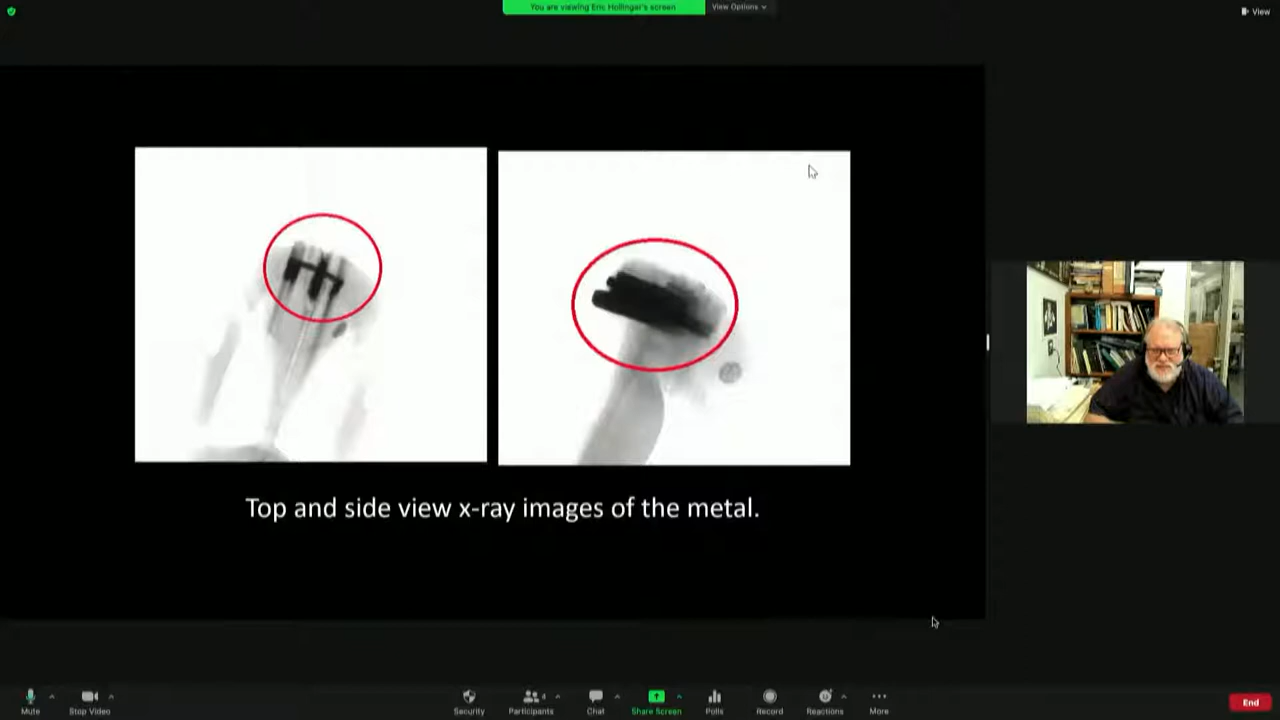 You are viewing Eric Hollinger's screen
View Options
View
Top and side view x-ray images of the metal.
Mute
Stop Video
Security
Participants
4
Chat
Share Screen
Polls
Record
Reactions
More
End